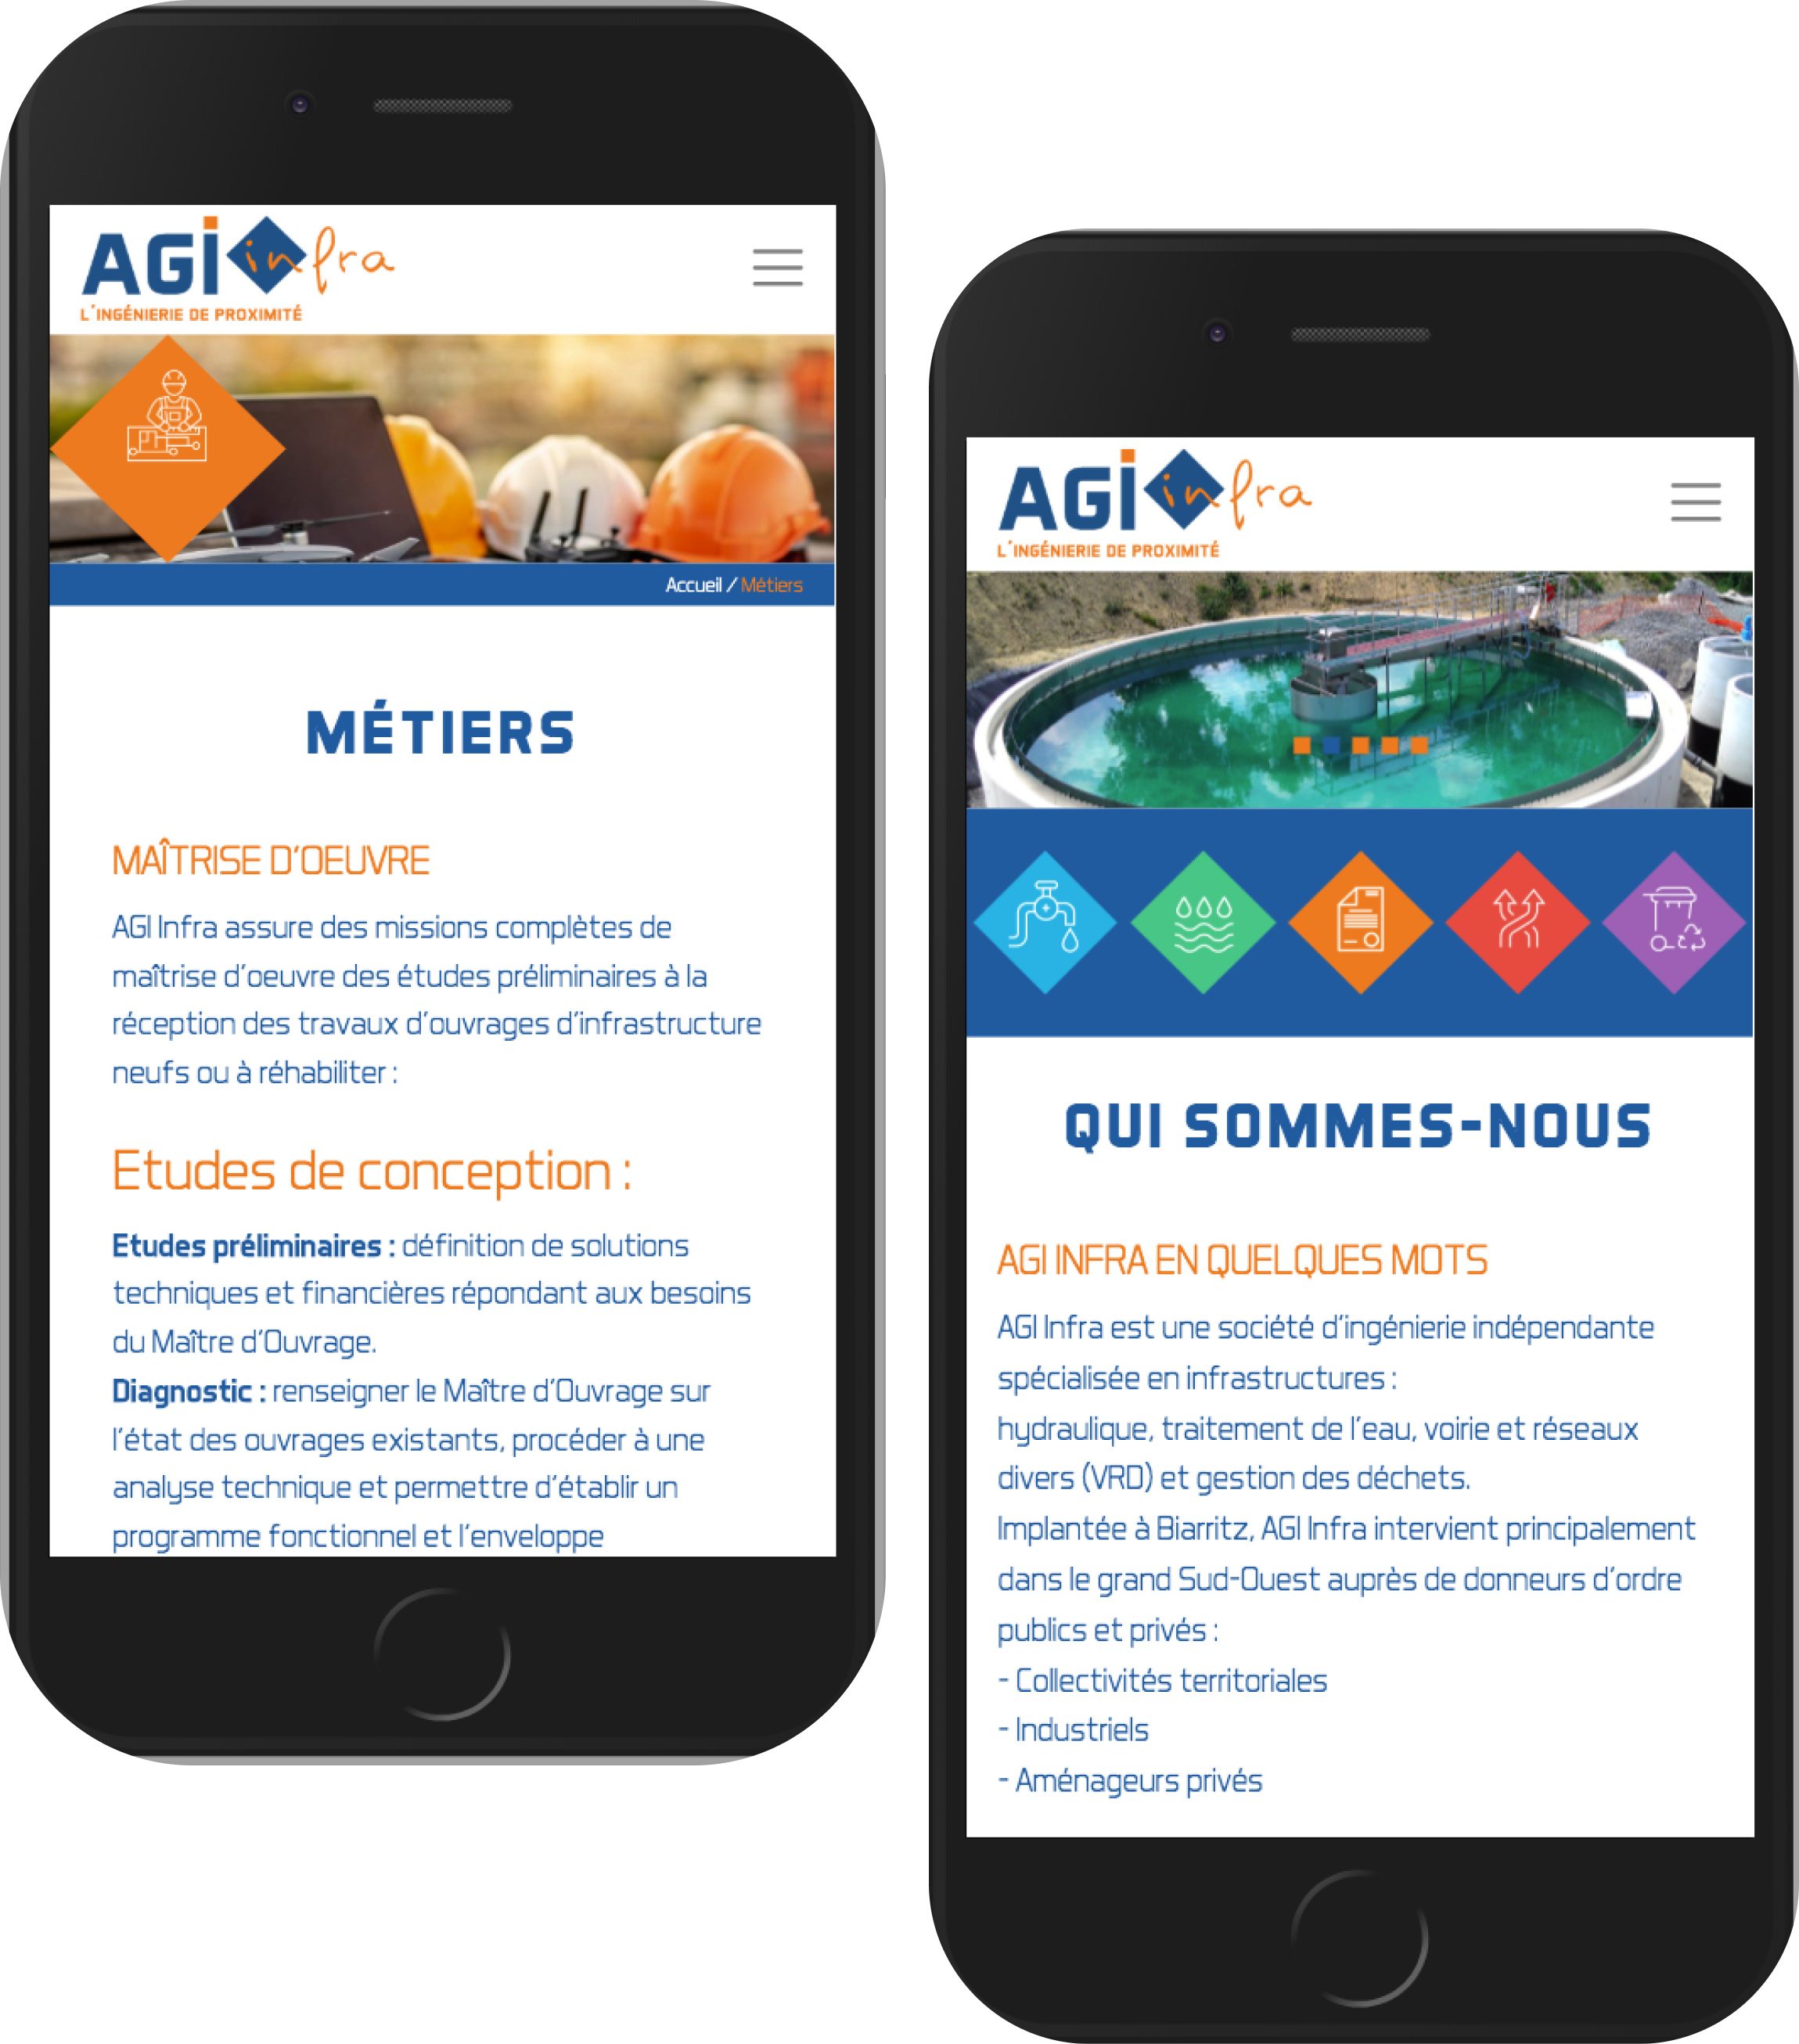 AGI infra
L'INGÉNIERIE DE PROXIMITÉ
Accueil / Métiers
MÉTIERS
MAÎTRISE D'OEUVRE
AGI Infra assure des missions complètes de
maîtrise d'oeuvre des études préliminaires à la
réception des travaux d'ouvrages d'infrastructure
neufs ou à réhabiliter :
Etudes de conception :
Etudes préliminaires : définition de solutions
techniques et financières répondant aux besoins
du Maître d'Ouvrage.
Diagnostic : renseigner le Maître d'Ouvrage sur
l'état des ouvrages existants, procéder à une
analyse technique et permettre d'établir un
programme fonctionnel et l'enveloppe
AGI infra
L'INGÉNIERIE DE PROXIMITÉ
QUI SOMMES-NOUS
AGI INFRA EN QUELQUES MOTS
AGI Infra est une société d'ingénierie indépendante
spécialisée en infrastructures :
hydraulique, traitement de l'eau, voirie et réseaux
divers (VRD) et gestion des déchets.
Implantée à Biarritz, AGI Infra intervient principalement
dans le grand Sud-Ouest auprès de donneurs d'ordre
publics et privés :
- Collectivités territoriales
- Industriels
- Aménageurs privés